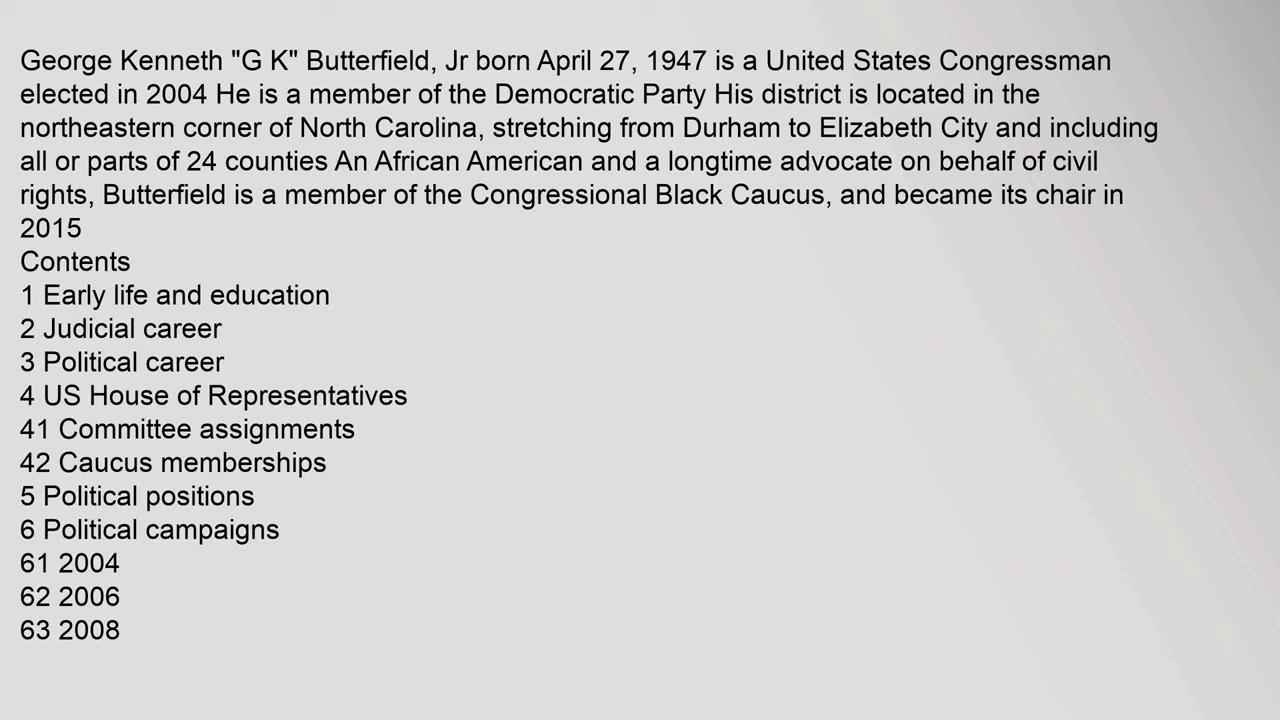 George Kenneth "G K" Butterfield, Jr born April 27, 1947 is a United States Congressman
elected in 2004 He is a member of the Democratic Party His district is located in the
northeastern corner of North Carolina, stretching from Durham to Elizabeth City and including
all or parts of 24 counties An African American and a longtime advocate on behalf of civil
rights, Butterfield is a member of the Congressional Black Caucus, and became its chair in
2015
Contents
1 Early life and education
2 Judicial career
3 Political career
4 US House of Representatives
41 Committee assignments
42 Caucus memberships
5 Political positions
6 Political campaigns
61 2004
62 2006
63 2008